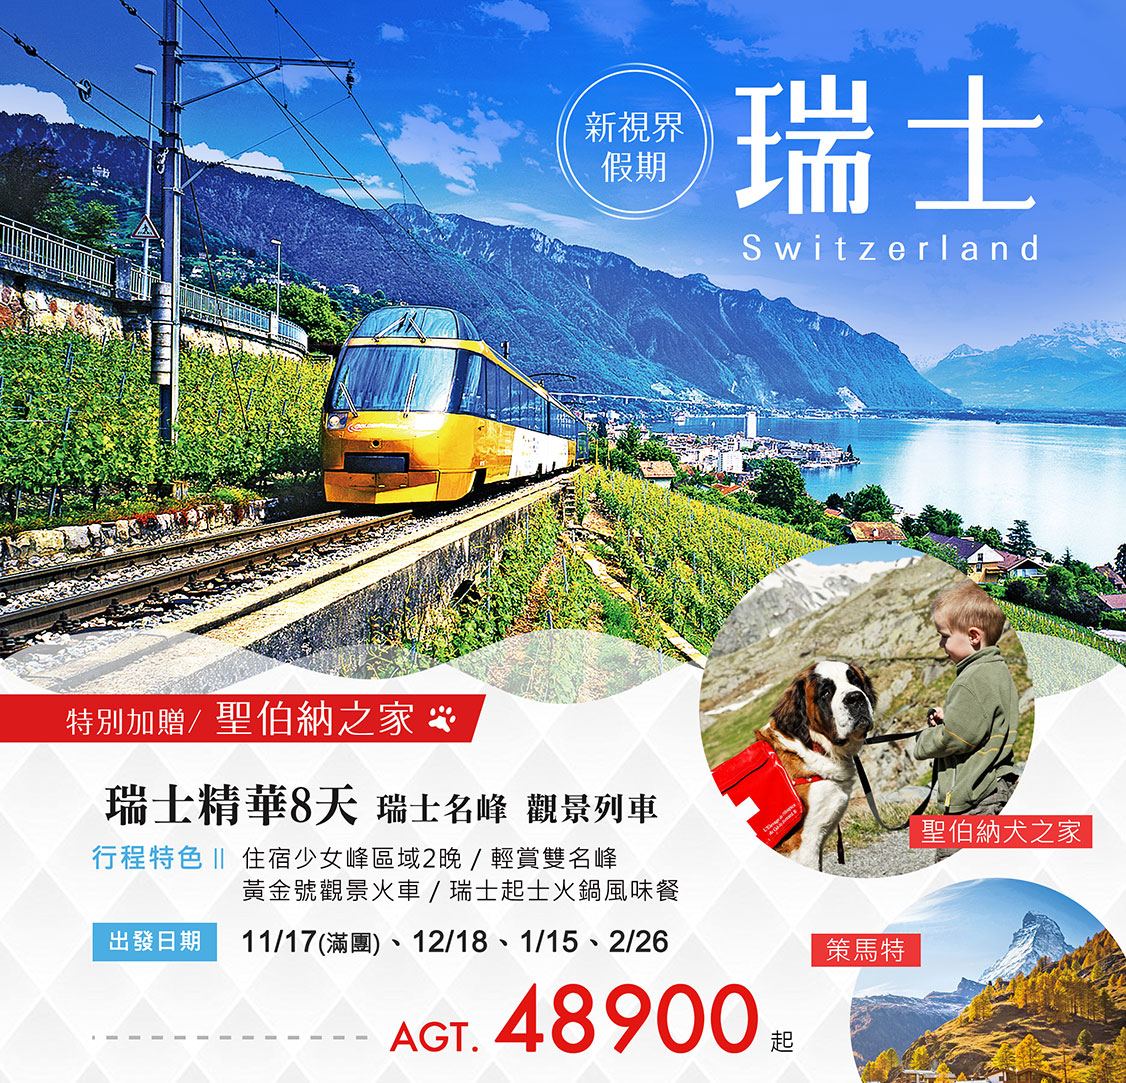 新視界
假期
瑞士
Switzerland
特別加贈/ 聖伯納之家
瑞士精華8天 瑞士名峰 觀景列車
行程特色 || 住宿少女峰區域2晚 / 輕賞雙名峰
黃金號觀景火車 / 瑞士起士火鍋風味餐
聖伯納犬之家
出發日期 11/17(滿團)、12/18、1/15、2/26
策馬特
AGT. 48900 起